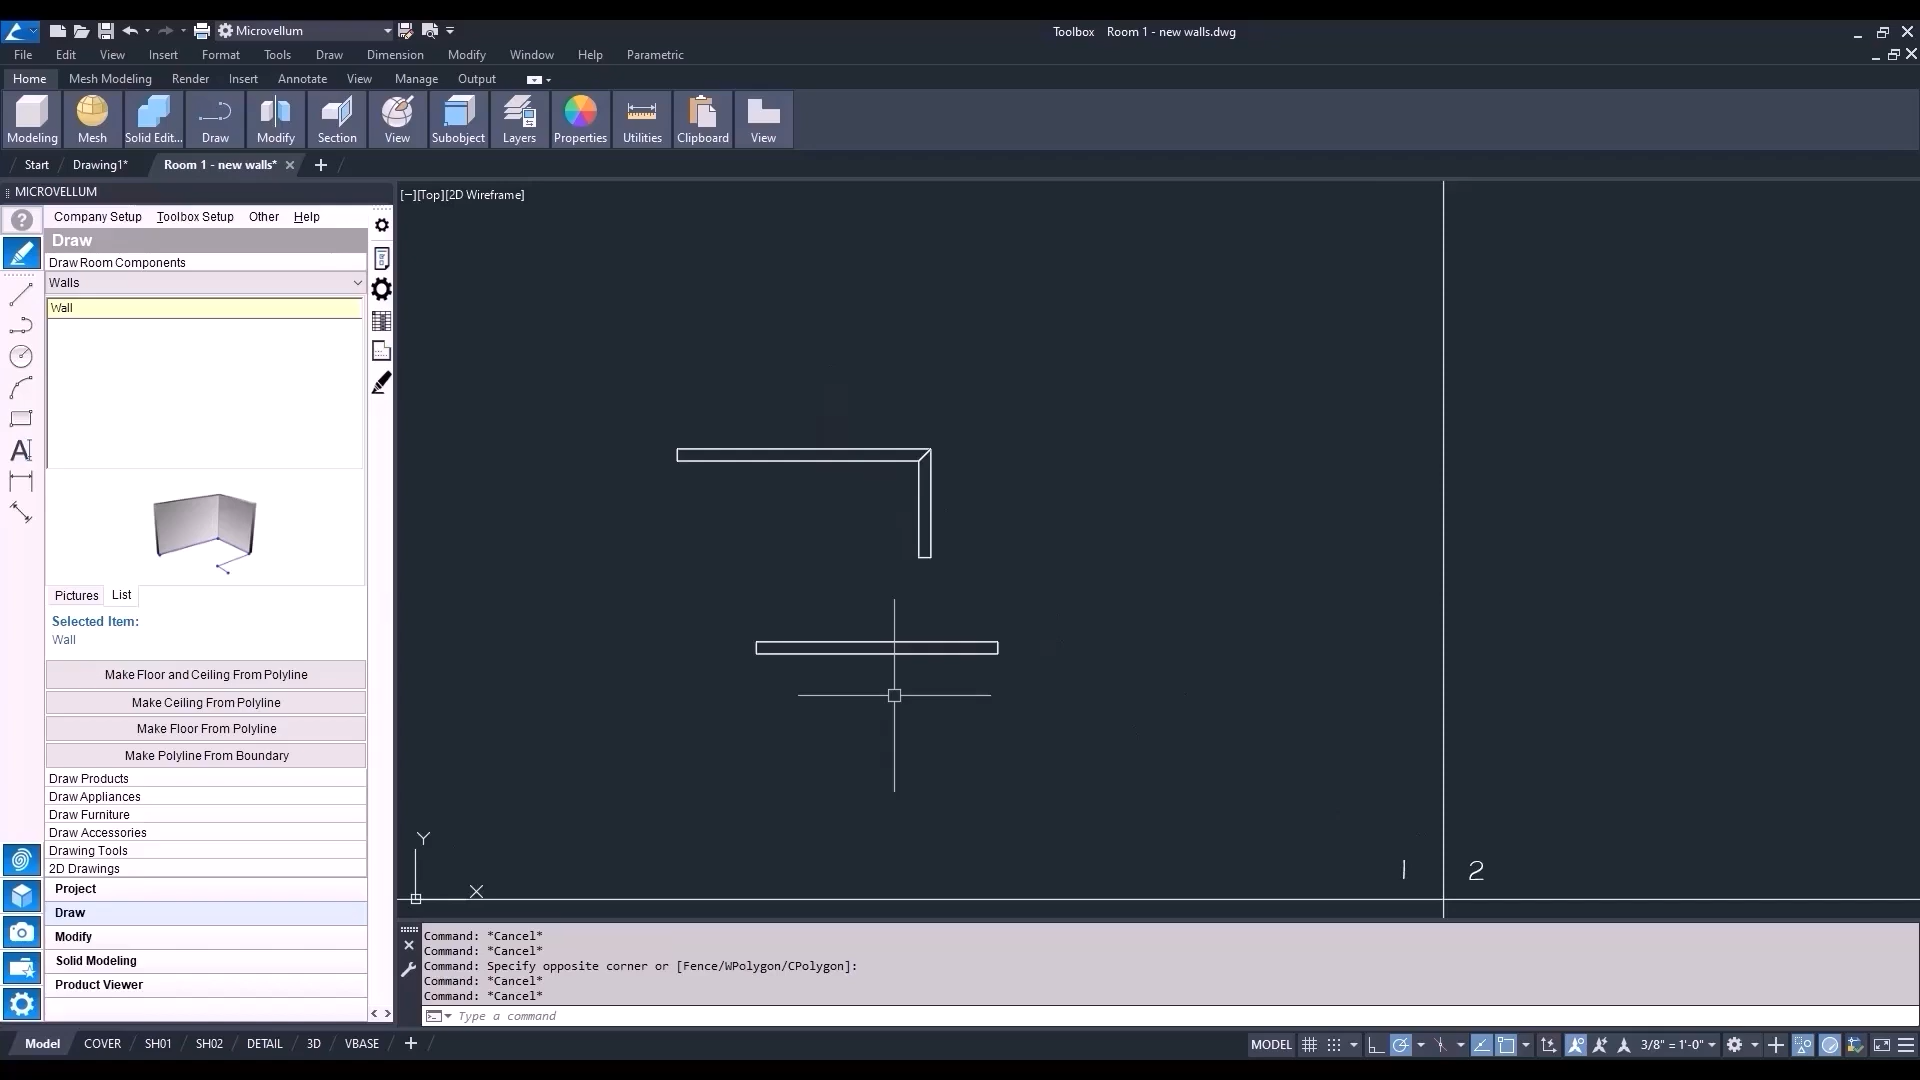 Microvellum
Toolbox Room 1 - new walls.dwg
File Edit View Insert Format Tools Draw Dimension Modify Window Help Parametric
Home Mesh Modeling Render Insert Annotate View Manage Output
Modeling Mesh Solid Edit... Draw Modify Section View Subobject Layers Properties Utilities Clipboard View
Start Drawing1* Room 1 - new walls*
MICROVELLUM
[−][Top][2D Wireframe]
Company Setup Toolbox Setup Other Help
Draw
Draw Room Components
Walls
Wall
Pictures List
Selected Item:
Wall
Make Floor and Ceiling From Polyline
Make Ceiling From Polyline
Make Floor From Polyline
Make Polyline From Boundary
Draw Products
Draw Appliances
Draw Furniture
Draw Accessories
Drawing Tools
2D Drawings
Project
Draw
Modify
Solid Modeling
Product Viewer
Y
X
1 2
Command: *Cancel*
Command: *Cancel*
Command: Specify opposite corner or [Fence/WPolygon/CPolygon]:
Command: *Cancel*
Command: *Cancel*
Type a command
Model COVER SH01 SH02 DETAIL 3D VBASE
MODEL 3/8" = 1'-0"